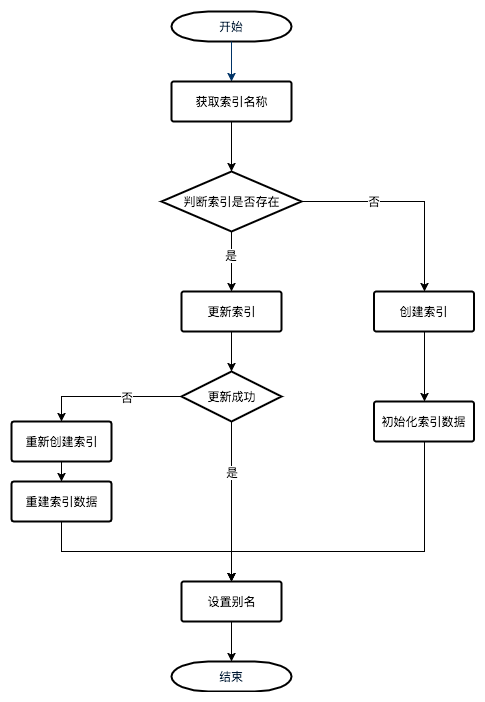 开始
获取索引名称
判断索引是否存在
否
是
更新索引
创建索引
更新成功
否
初始化索引数据
重新创建索引
是
重建索引数据
设置别名
结束